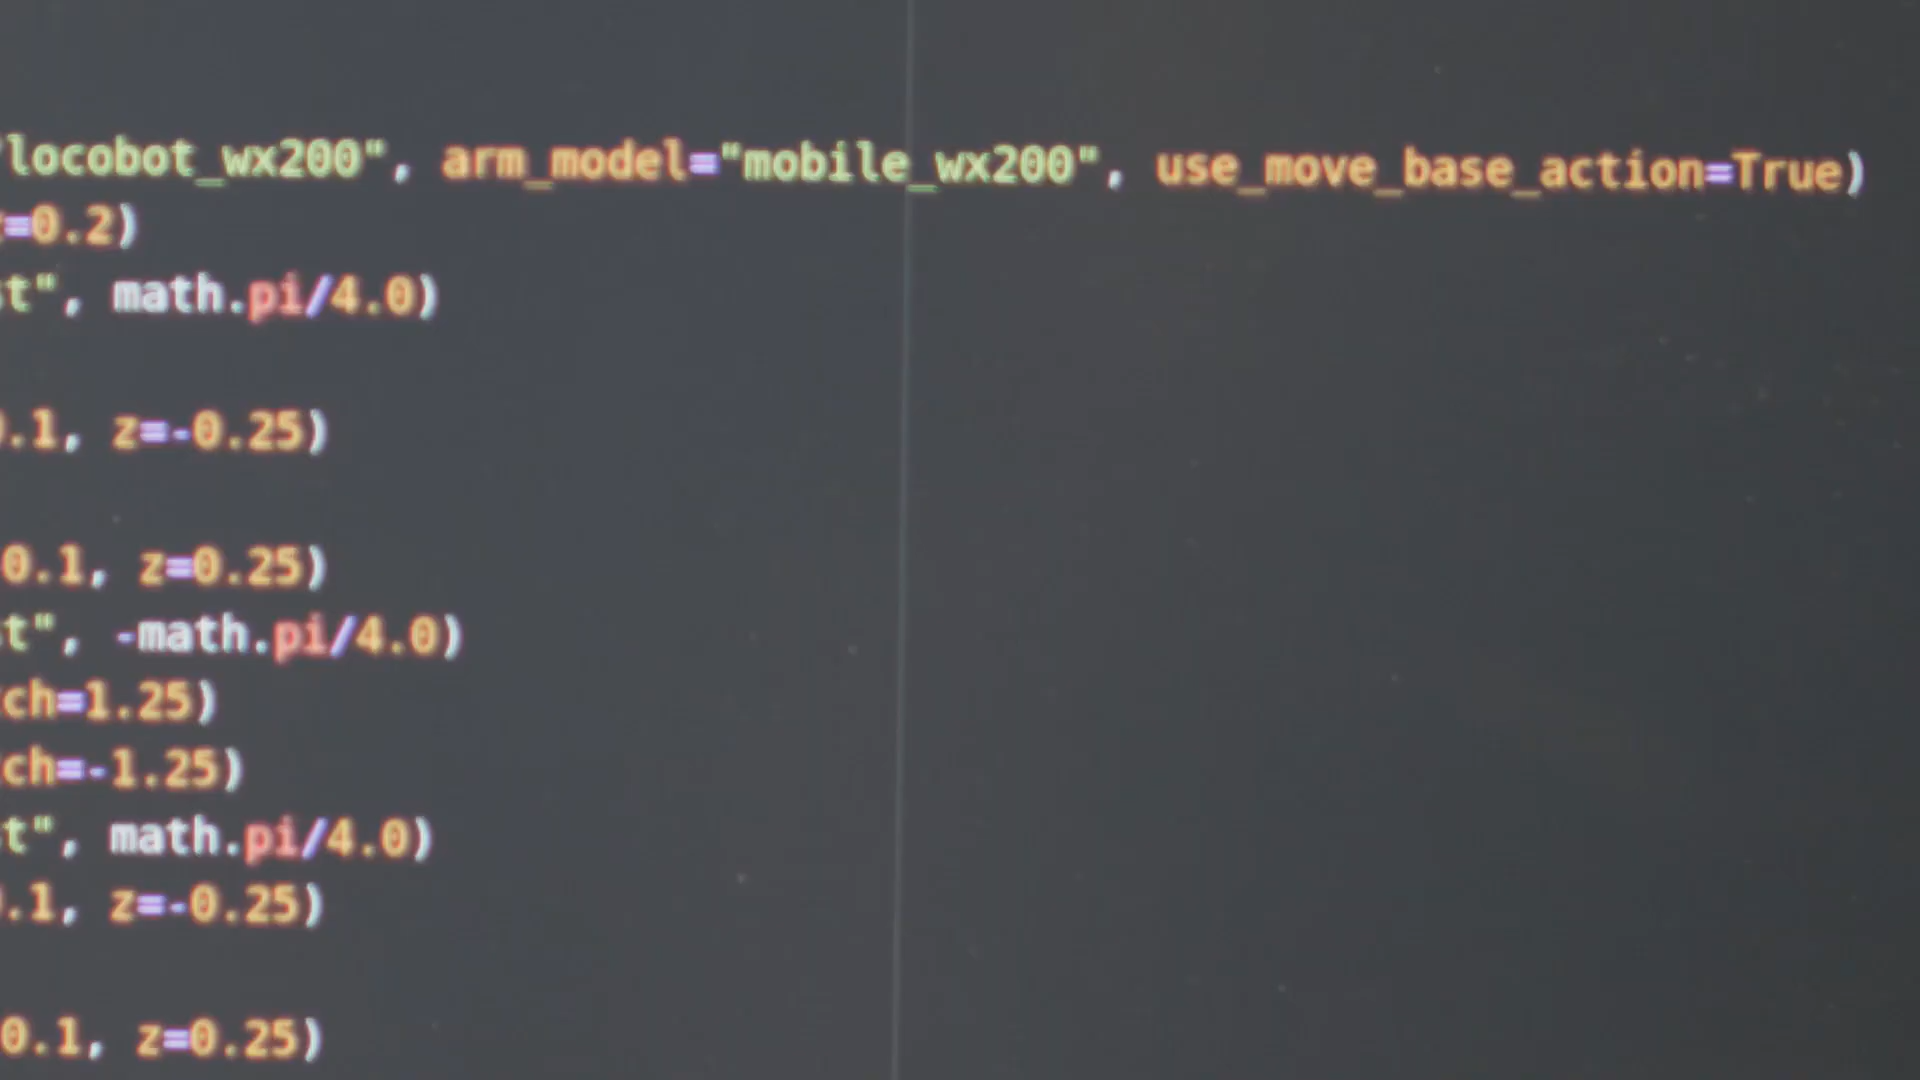 locobot_wx200", arm_model="mobile_wx200", use_move_base_action=True)
=0.2)
t", math.pi/4.0)
.1, z=-0.25)
0.1, z=0.25)
t", -math.pi/4.0)
ch=1.25)
ch=-1.25)
t", math.pi/4.0)
.1, z=-0.25)
0.1, z=0.25)